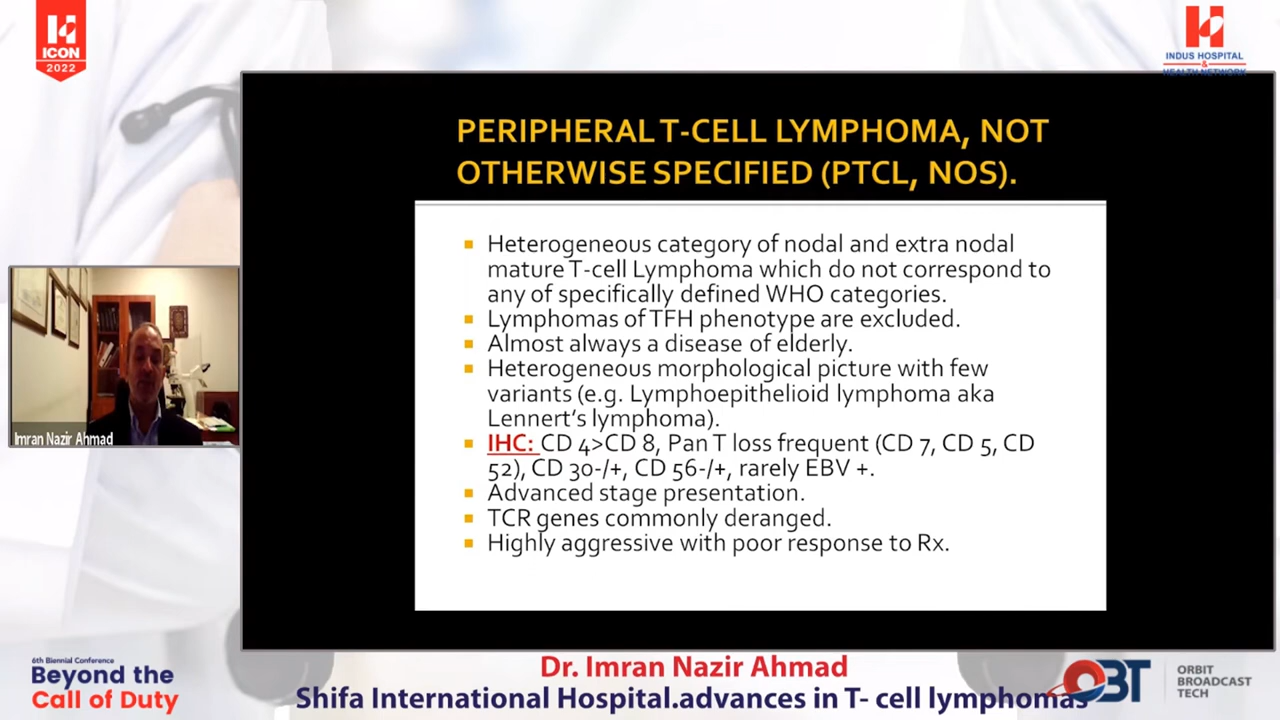 ICON
2022
INDUS HOSPITAL
&
HEALTH NETWORK
PERIPHERAL T-CELL LYMPHOMA, NOT
OTHERWISE SPECIFIED (PTCL, NOS).
Heterogeneous category of nodal and extra nodal
mature T-cell Lymphoma which do not correspond to
any of specifically defined WHO categories.
Lymphomas of TFH phenotype are excluded.
Almost always a disease of elderly.
Heterogeneous morphological picture with few
variants (e.g. Lymphoepithelioid lymphoma aka
Lennert's lymphoma).
IHC: CD 4>CD 8, Pan T loss frequent (CD 7, CD 5, CD
52), CD 30-/+, CD 56-/+, rarely EBV +.
Advanced stage presentation.
TCR genes commonly deranged.
Highly aggressive with poor response to Rx.
Imran Nazir Ahmad
6th Biennial Conference
Beyond the
Call of Duty
Dr. Imran Nazir Ahmad
Shifa International Hospital.advances in T- cell lymphomas
OBT
ORBIT
BROADCAST
TECH